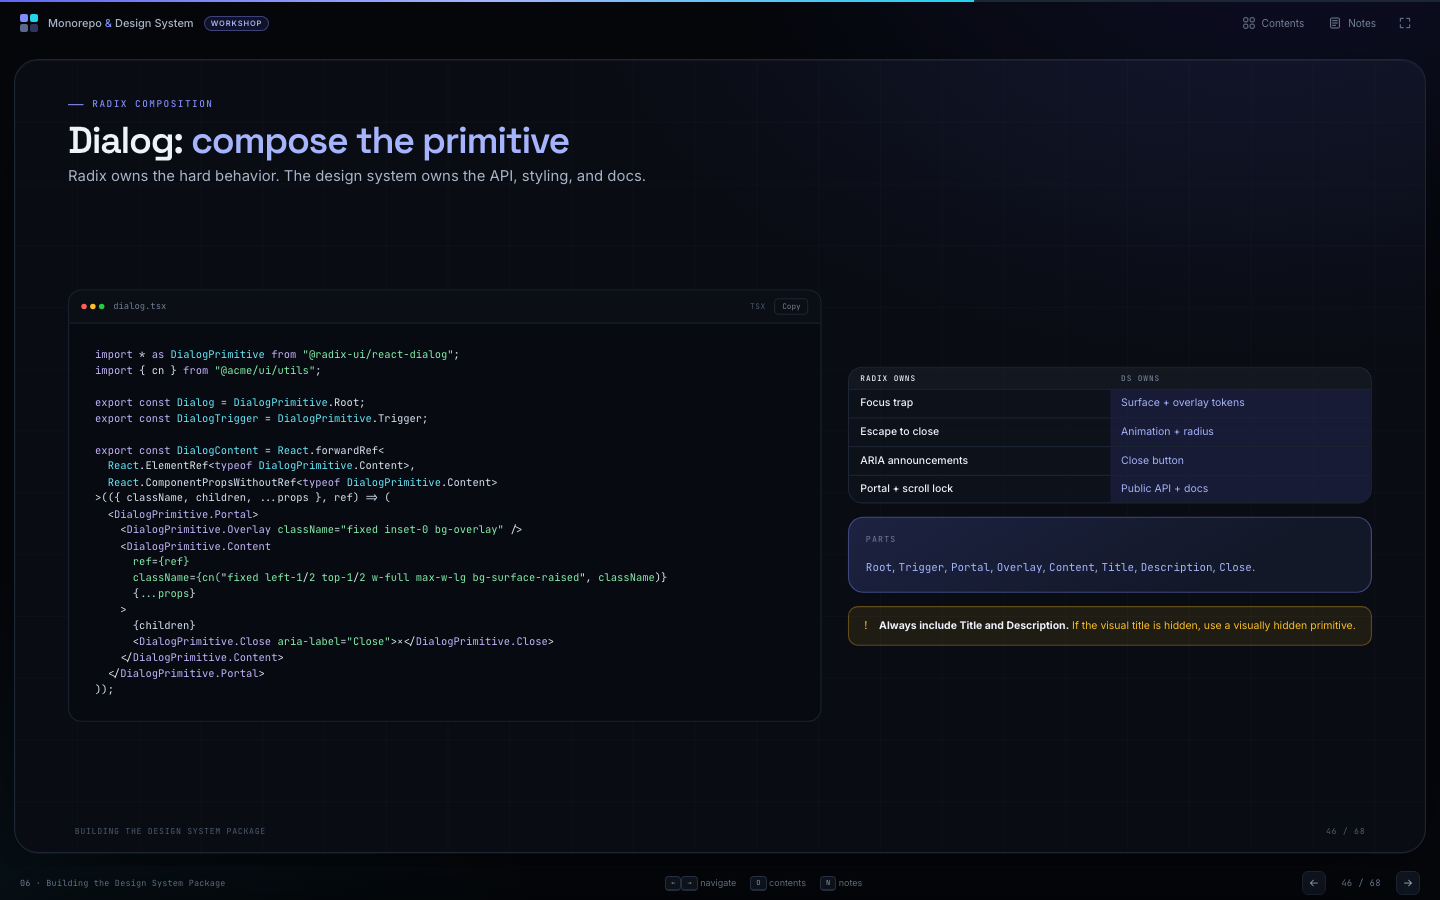 Monorepo & Design System WORKSHOP
Contents Notes
RADIX COMPOSITION
Dialog: compose the primitive
Radix owns the hard behavior. The design system owns the API, styling, and docs.
dialog.tsx TSX Copy
import * as DialogPrimitive from "@radix-ui/react-dialog";
import { cn } from "@acme/ui/utils";
export const Dialog = DialogPrimitive.Root;
export const DialogTrigger = DialogPrimitive.Trigger;
export const DialogContent = React.forwardRef<
React.ElementRef<typeof DialogPrimitive.Content>,
React.ComponentPropsWithoutRef<typeof DialogPrimitive.Content>
>(({ className, children, ...props }, ref) => (
<DialogPrimitive.Portal>
<DialogPrimitive.Overlay className="fixed inset-0 bg-overlay" />
<DialogPrimitive.Content
ref={ref}
className={cn("fixed left-1/2 top-1/2 w-full max-w-lg bg-surface-raised", className)}
{...props}
>
{children}
<DialogPrimitive.Close aria-label="Close">×</DialogPrimitive.Close>
</DialogPrimitive.Content>
</DialogPrimitive.Portal>
));
RADIX OWNS DS OWNS
Focus trap Surface + overlay tokens
Escape to close Animation + radius
ARIA announcements Close button
Portal + scroll lock Public API + docs
PARTS
Root, Trigger, Portal, Overlay, Content, Title, Description, Close.
! Always include Title and Description. If the visual title is hidden, use a visually hidden primitive.
BUILDING THE DESIGN SYSTEM PACKAGE 46 / 68
06 · Building the Design System Package ← → navigate O contents N notes ← 46 / 68 →